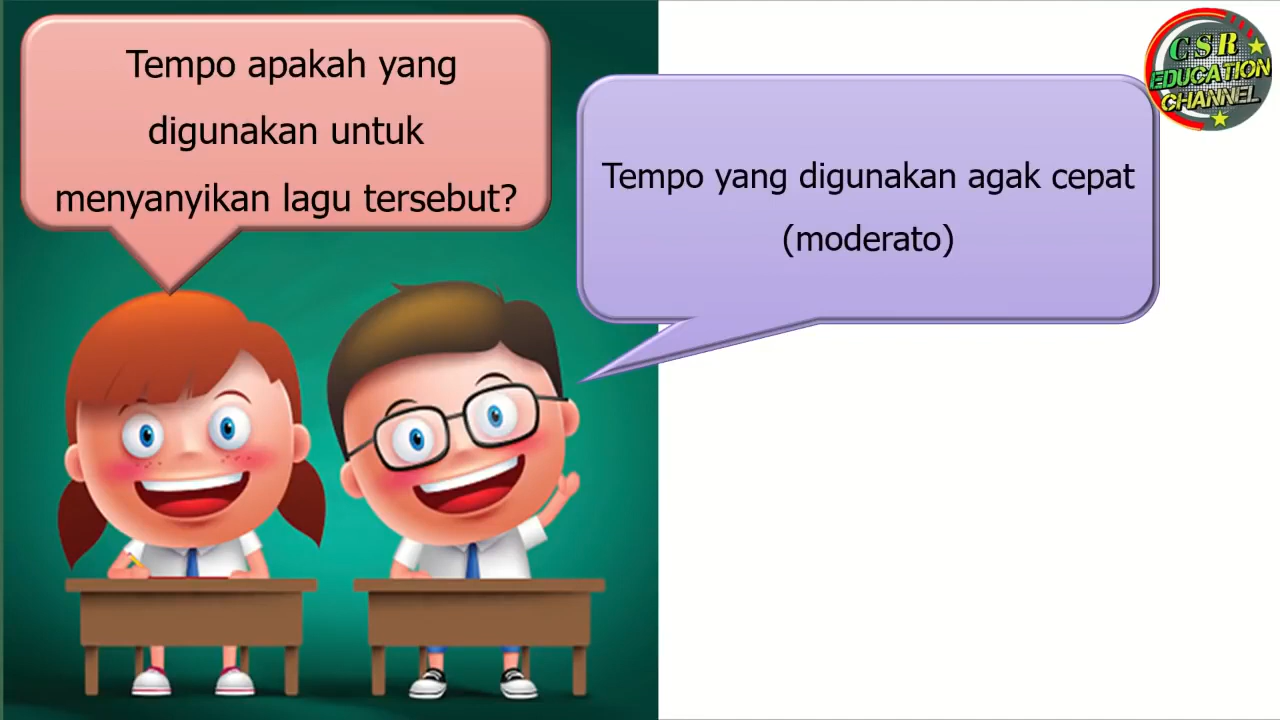 Tempo apakah yang
digunakan untuk
menyanyikan lagu tersebut?
Tempo yang digunakan agak cepat
(moderato)
CSR
EDUCATION
CHANNEL